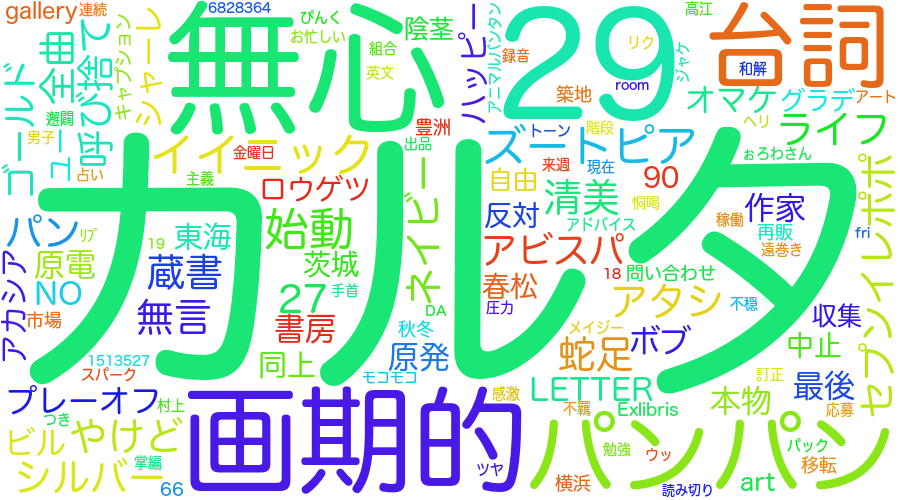 gallery
連続
6828364
ぴんく
お忙しい
陰茎
組合
英文
無心
29
台詞
高江
リク
ジャケ
和解
録音
room
築地
アニマルバンタン
ハッピー
オマケ
グラデ
アート
ライフ
ヘリ
ゴールド
全曲
呼び捨て
キャプション
シャーレ
邂逅
男子
ニュー
占い
イイニック
金曜日
主義
豊洲
出品
ズートピア
トーン
階段
来週
現在
ぉろわさん
カルタ
ロウゲツ
ネイビー
自由
90
清美
恫喝
アドバイス
反対
作家
稼働
再販
遠巻き
fri
セブンイレ
ポポ
パン
リプ
19
東海
始動
アビスパ
原電
NO
蔵書
茨城
27
手首
春松
18
問い合わせ
アカシア
市場
無言
書房
DA
圧力
アタシ
不穏
収集
1513527
スパーク
同上
秋冬
原発
モコモコ
メイジー
蛇足
ボブ
中止
プレーオフ
村上
つき
画期的
感激
LETTER
不羈
Exlibris
本物
訂正
最後
応募
ビル
やけど
掌編
シルバー
66
ツヤ
パンパン
勉強
ウッ
横浜
パック
移転
art
読み切り